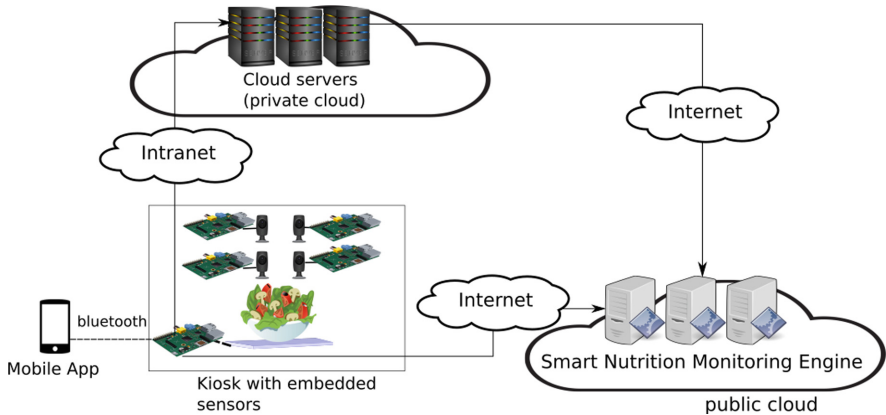 Cloud servers
(private cloud)
Internet
Intranet
Internet
bluetooth
Mobile App
Kiosk with embedded
sensors
Smart Nutrition Monitoring Engine
public cloud